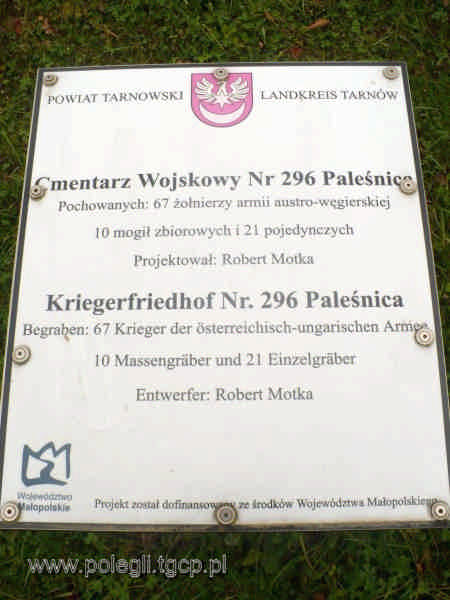 POWIAT TARNOWSKI LANDKREIS TARNÓW
Cmentarz Wojskowy Nr 296 Paleśnica
Pochowanych: 67 żołnierzy armii austro-węgierskiej
10 mogił zbiorowych i 21 pojedynczych
Projektował: Robert Motka
Kriegerfriedhof Nr. 296 Paleśnica
Begraben: 67 Krieger der österreichisch-ungarischen Armee
10 Massengräber und 21 Einzelgräber
Entwerfer: Robert Motka
Województwo
Małopolskie
Projekt został dofinansowany ze środków Województwa Małopolskiego
www.polegli.tgcp.pl